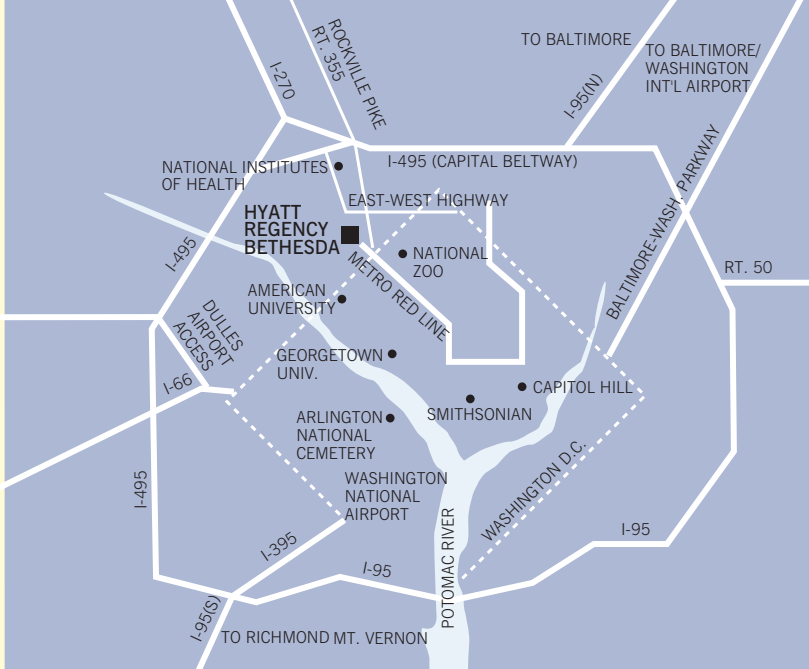 TO BALTIMORE
TO BALTIMORE/
WASHINGTON
INT'L AIRPORT
ROCKVILLE PIKE
RT. 355
I-270
I-95(N)
I-495 (CAPITAL BELTWAY)
NATIONAL INSTITUTES
OF HEALTH
EAST-WEST HIGHWAY
HYATT
REGENCY
BETHESDA
BALTIMORE-WASH. PARKWAY
I-495
NATIONAL
ZOO
METRO RED LINE
RT. 50
AMERICAN
UNIVERSITY
DULLES
AIRPORT
ACCESS
GEORGETOWN
UNIV.
I-66
CAPITOL HILL
SMITHSONIAN
ARLINGTON
NATIONAL
CEMETERY
WASHINGTON
NATIONAL
AIRPORT
WASHINGTON D.C.
I-495
POTOMAC RIVER
I-395
I-95
I-95
I-95(S)
TO RICHMOND
MT. VERNON